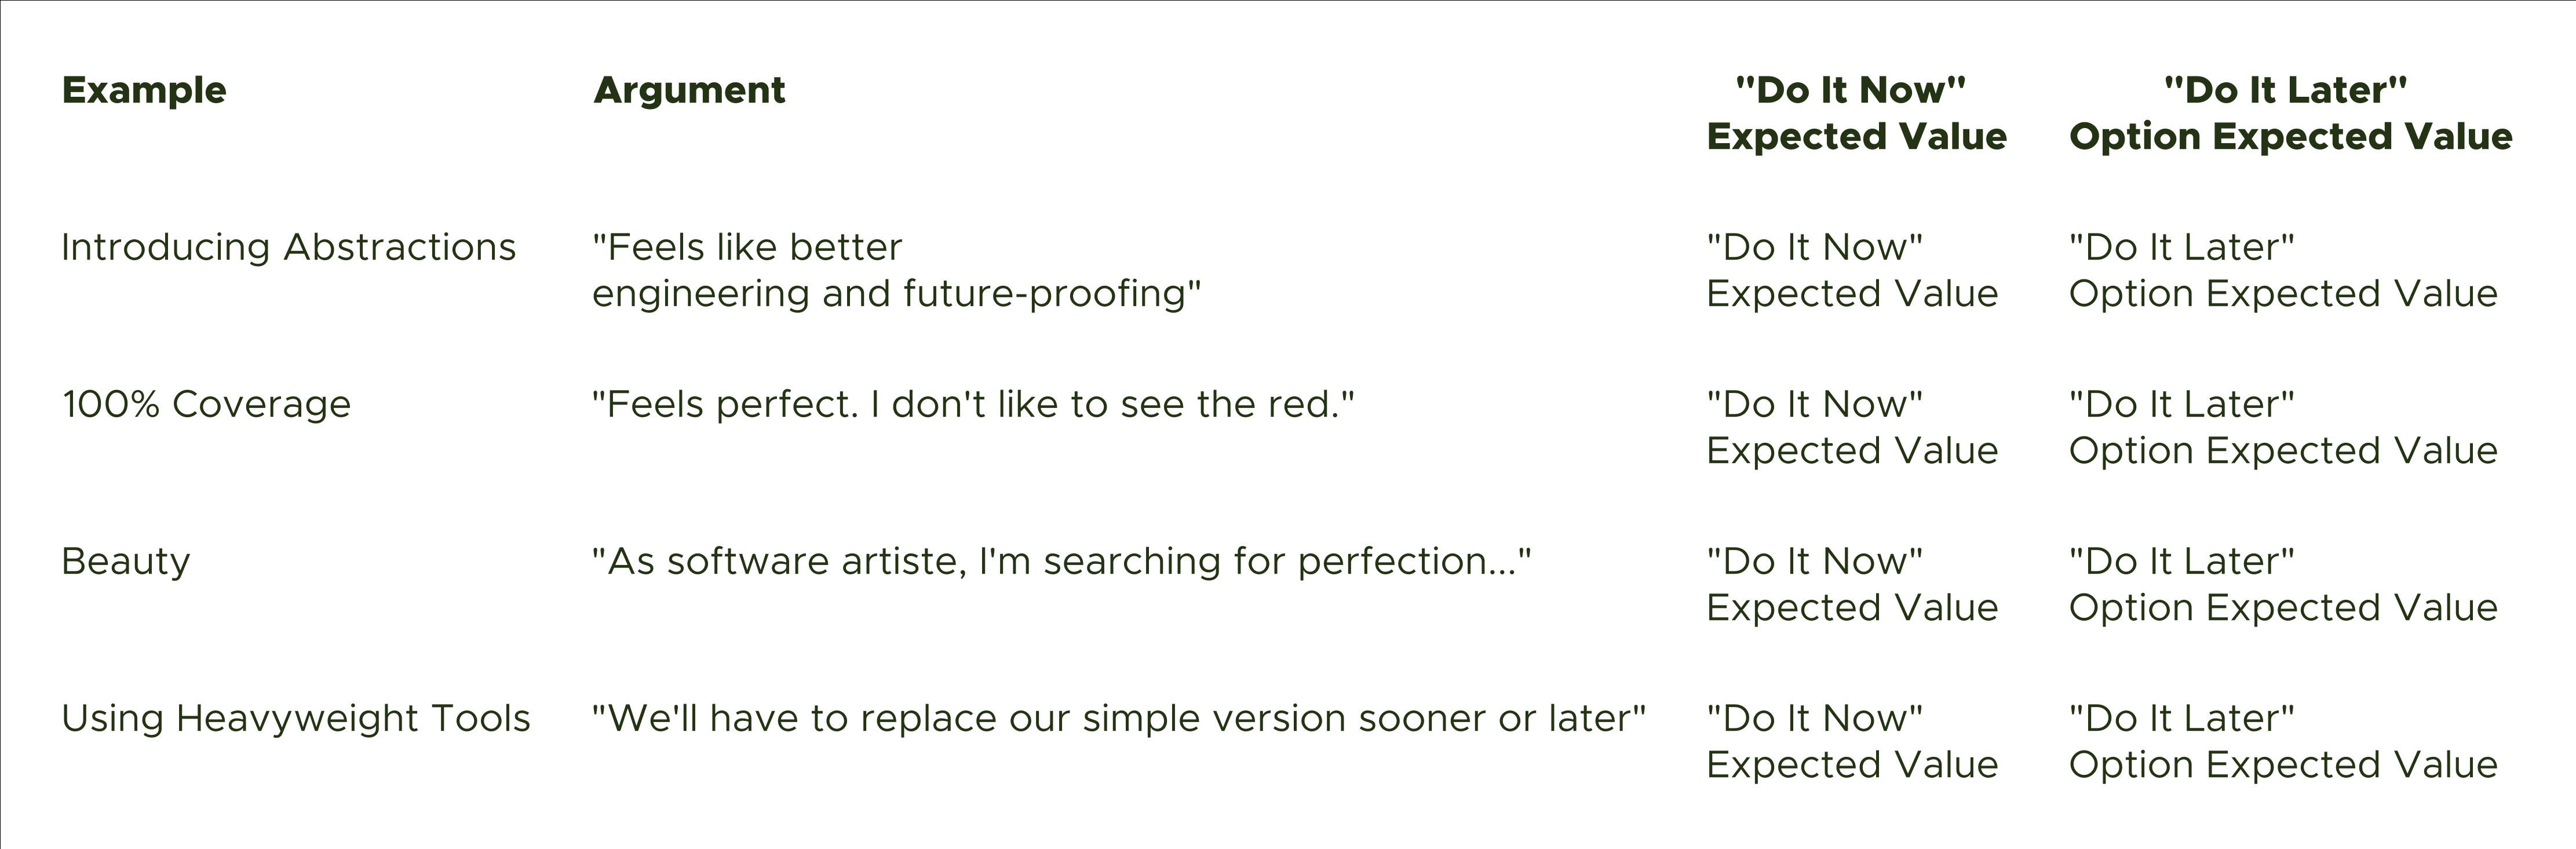 Example
Argument
"Do It Now"
Expected Value
"Do It Later"
Option Expected Value
Introducing Abstractions
"Feels like better
engineering and future-proofing"
"Do It Now"
Expected Value
"Do It Later"
Option Expected Value
100% Coverage
"Feels perfect. I don't like to see the red."
"Do It Now"
Expected Value
"Do It Later"
Option Expected Value
Beauty
"As software artiste, I'm searching for perfection..."
"Do It Now"
Expected Value
"Do It Later"
Option Expected Value
Using Heavyweight Tools
"We'll have to replace our simple version sooner or later"
"Do It Now"
Expected Value
"Do It Later"
Option Expected Value